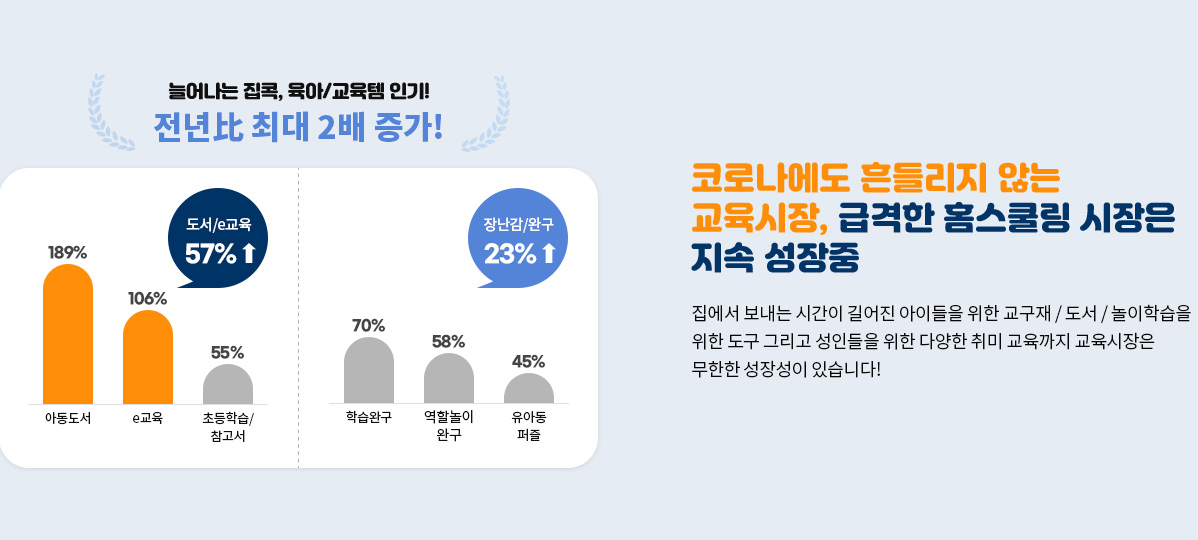 늘어나는 집콕, 육아/교육템 인기!
전년比 최대 2배 증가!
도서/e교육
57%
189%
106%
55%
아동도서
e교육
초등학습/
참고서
장난감/완구
23%
70%
58%
45%
학습완구
역할놀이
완구
유아동
퍼즐
코로나에도 흔들리지 않는
교육시장, 급격한 홈스쿨링 시장은
지속 성장중
집에서 보내는 시간이 길어진 아이들을 위한 교구재 / 도서 / 놀이학습을
위한 도구 그리고 성인들을 위한 다양한 취미 교육까지 교육시장은
무한한 성장성이 있습니다!